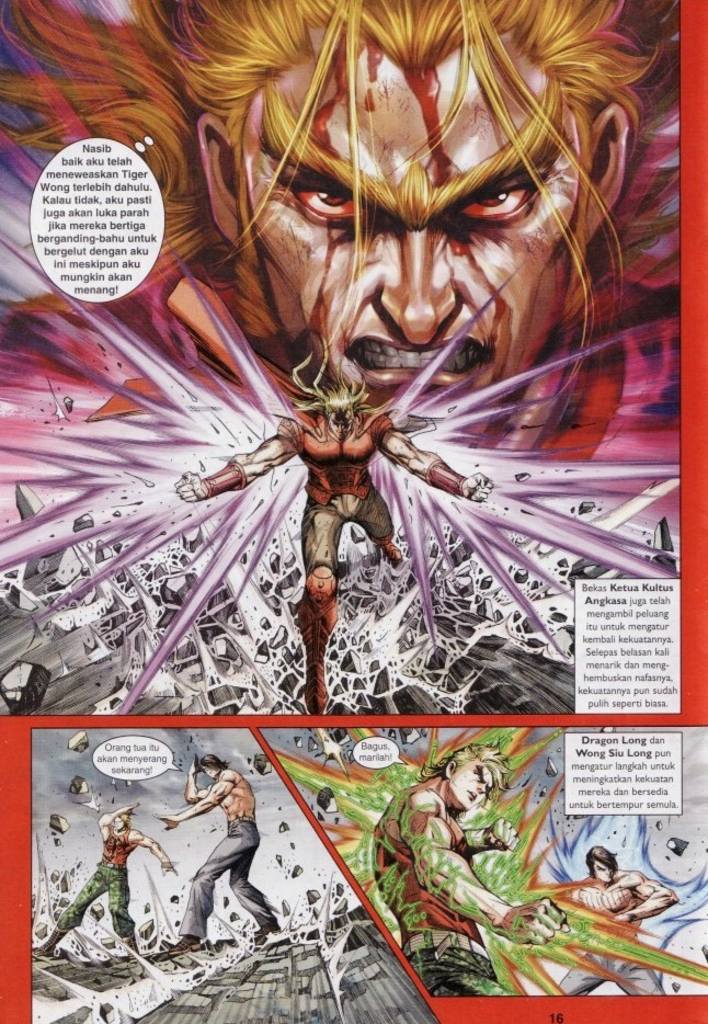 Nasib
baik aku telah
meneweaskan Tiger
Wong terlebih dahulu.
Kalau tidak, aku pasti
juga akan luka parah
jika mereka bertiga
berganding-bahu untuk
bergelut dengan aku
ini meskipun aku
mungkin akan
menang!
Bekas Ketua Kultus
Angkasa juga telah
mengambil peluang
itu untuk mengatur
kembali kekuatannya.
Selepas belasan kali
menarik dan meng-
hembuskan nafasnya,
kekuatannya pun sudah
pulih seperti biasa.
Orang tua itu
akan menyerang
sekarang!
Bagus,
marilah!
Dragon Long dan
Wong Siu Long pun
mengatur langkah untuk
meningkatkan kekuatan
mereka dan bersedia
untuk bertempur semula.
16